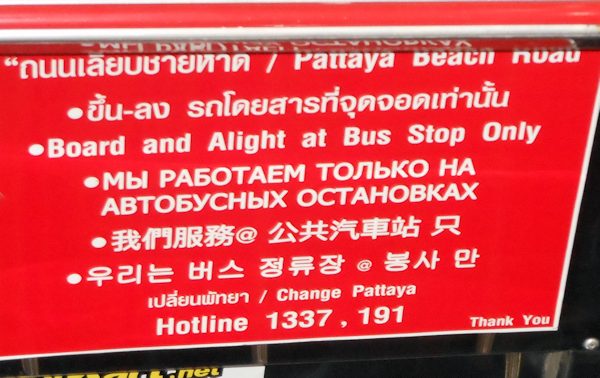 “ถนนเลียบชายหาด / Pattaya Beach Road
•ขึ้น-ลง รถโดยสารที่จุดจอดเท่านั้น
•Board and Alight at Bus Stop Only
•МЫ РАБОТАЕМ ТОЛЬКО НА
АВТОБУСНЫХ ОСТАНОВКАХ
•我們服務@ 公共汽車站 只
•우리는 버스 정류장 @ 봉사 만
เปลี่ยนพัทยา / Change Pattaya
Hotline 1337 , 191
Thank You
.net